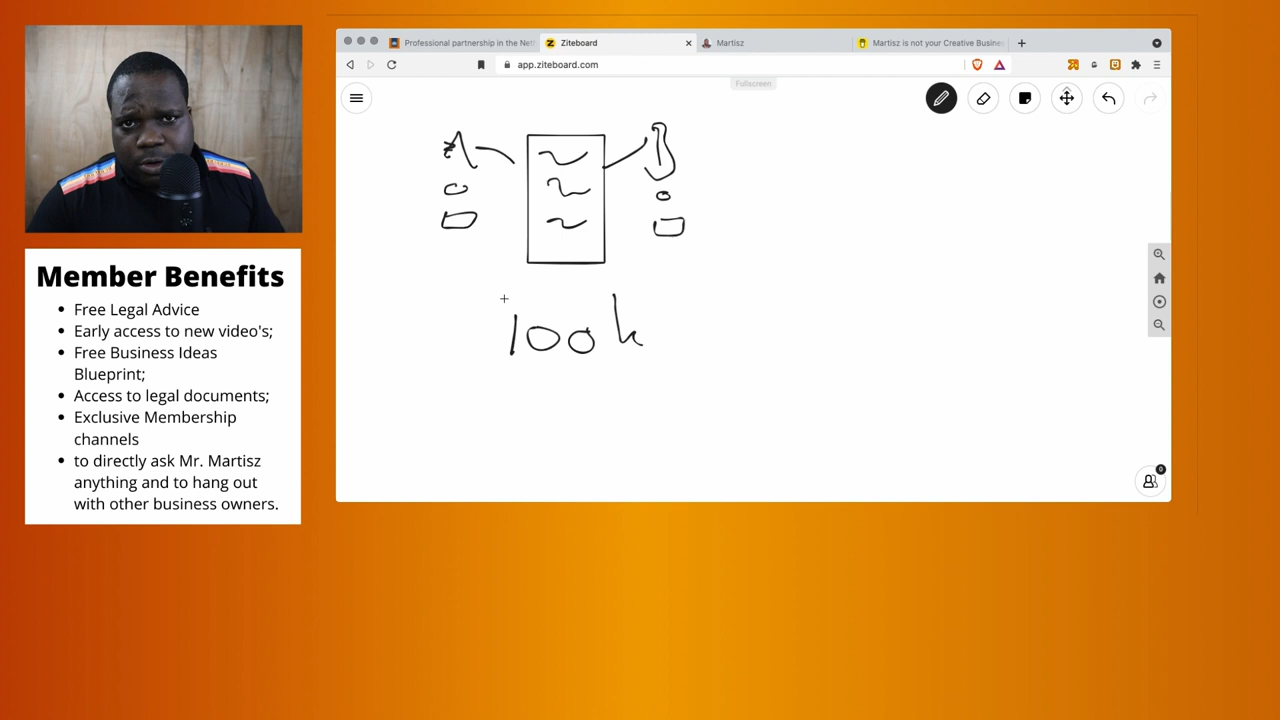 Professional partnership in the Net
Ziteboard
Martisz
Martisz is not your Creative Busine
app.ziteboard.com
Fullscreen
A
B
100k
0
Member Benefits
Free Legal Advice
Early access to new video's;
Free Business Ideas
Blueprint;
Access to legal documents;
Exclusive Membership
channels
to directly ask Mr. Martisz
anything and to hang out
with other business owners.